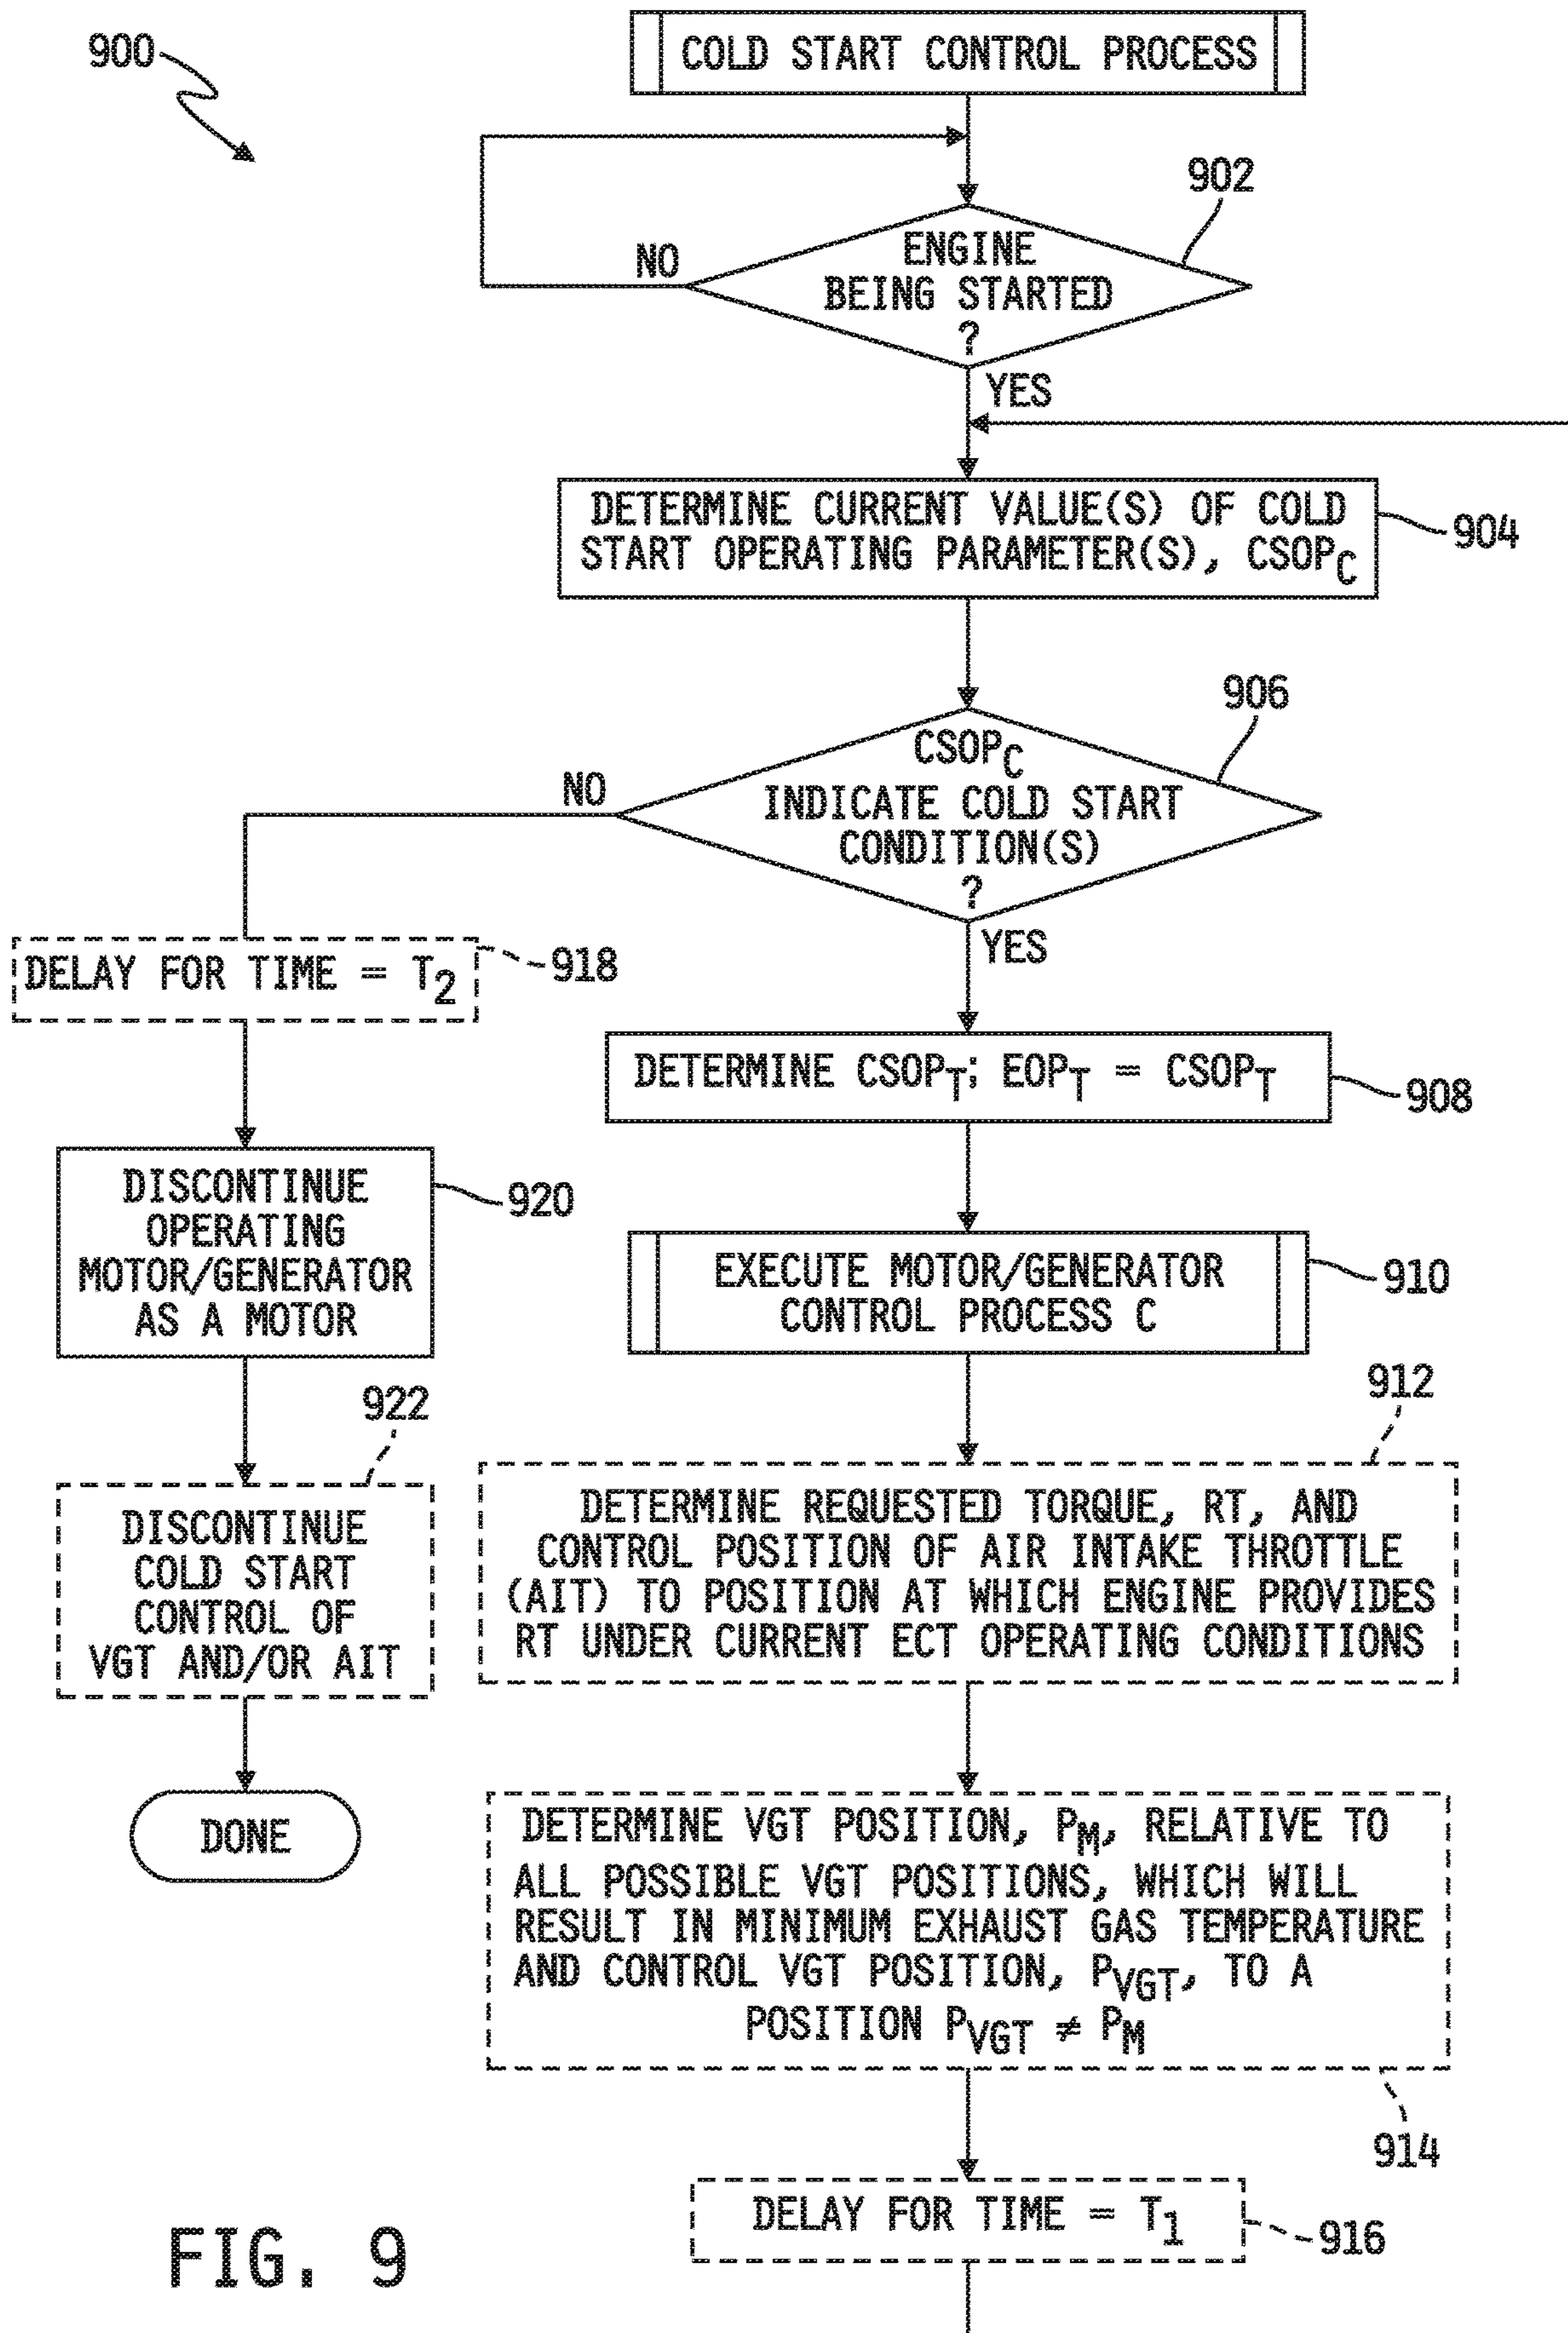 900
COLD START CONTROL PROCESS
902
ENGINE
BEING STARTED
?
NO
YES
DETERMINE CURRENT VALUE(S) OF COLD
START OPERATING PARAMETER(S), CSOPC
904
906
CSOPC
INDICATE COLD START
CONDITION(S)
?
NO
YES
DELAY FOR TIME = T2
918
DETERMINE CSOPT; EOPT = CSOPT
908
DISCONTINUE
OPERATING
MOTOR/GENERATOR
AS A MOTOR
920
EXECUTE MOTOR/GENERATOR
CONTROL PROCESS C
910
912
922
DETERMINE REQUESTED TORQUE, RT, AND
CONTROL POSITION OF AIR INTAKE THROTTLE
(AIT) TO POSITION AT WHICH ENGINE PROVIDES
RT UNDER CURRENT ECT OPERATING CONDITIONS
DISCONTINUE
COLD START
CONTROL OF
VGT AND/OR AIT
DONE
DETERMINE VGT POSITION, PM, RELATIVE TO
ALL POSSIBLE VGT POSITIONS, WHICH WILL
RESULT IN MINIMUM EXHAUST GAS TEMPERATURE
AND CONTROL VGT POSITION, PVGT, TO A
POSITION PVGT ≠ PM
914
DELAY FOR TIME = T1
916
FIG. 9